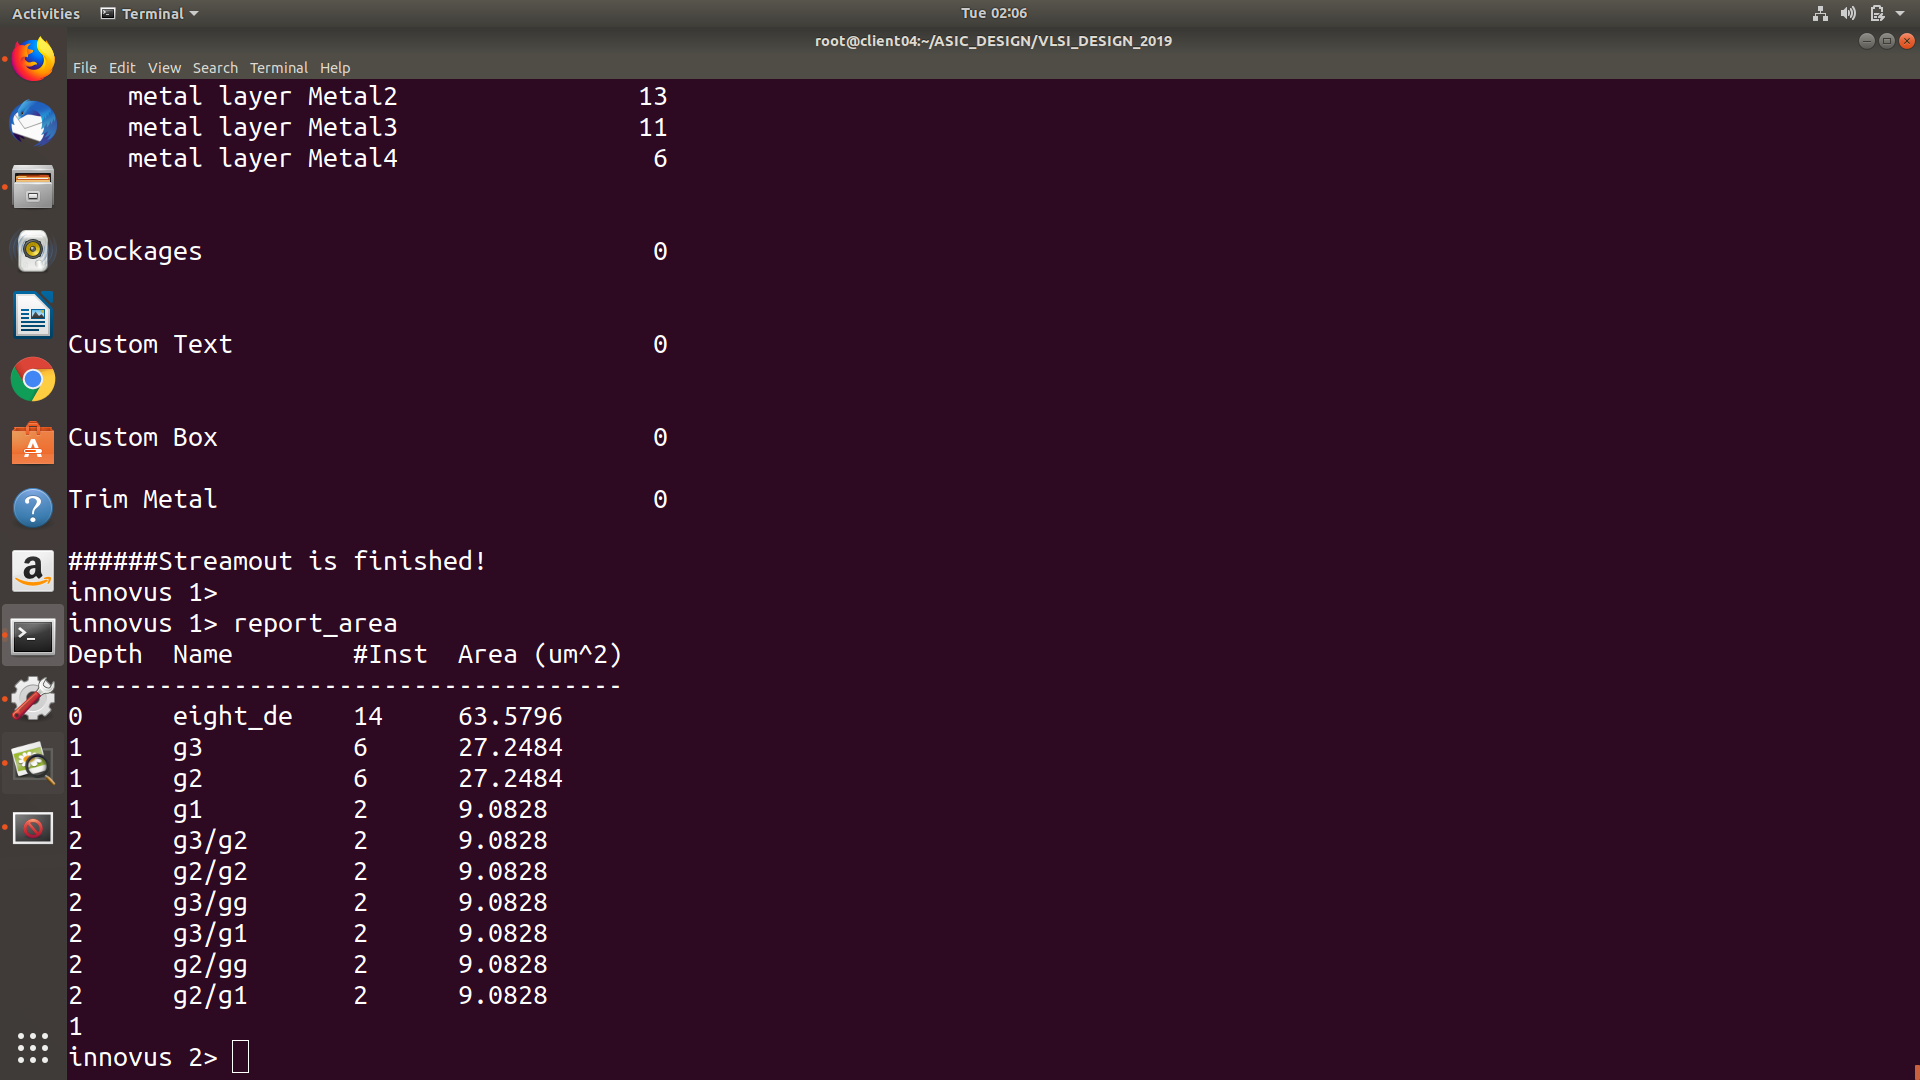 Activities Terminal Tue 02:06
root@client04:~/ASIC_DESIGN/VLSI_DESIGN_2019
File Edit View Search Terminal Help
metal layer Metal2 13
metal layer Metal3 11
metal layer Metal4 6
Blockages 0
Custom Text 0
Custom Box 0
Trim Metal 0
######Streamout is finished!
innovus 1>
innovus 1> report_area
Depth Name #Inst Area (um^2)
-------------------------------------
0 eight_de 14 63.5796
1 g3 6 27.2484
1 g2 6 27.2484
1 g1 2 9.0828
2 g3/g2 2 9.0828
2 g2/g2 2 9.0828
2 g3/gg 2 9.0828
2 g3/g1 2 9.0828
2 g2/gg 2 9.0828
2 g2/g1 2 9.0828
1
innovus 2>